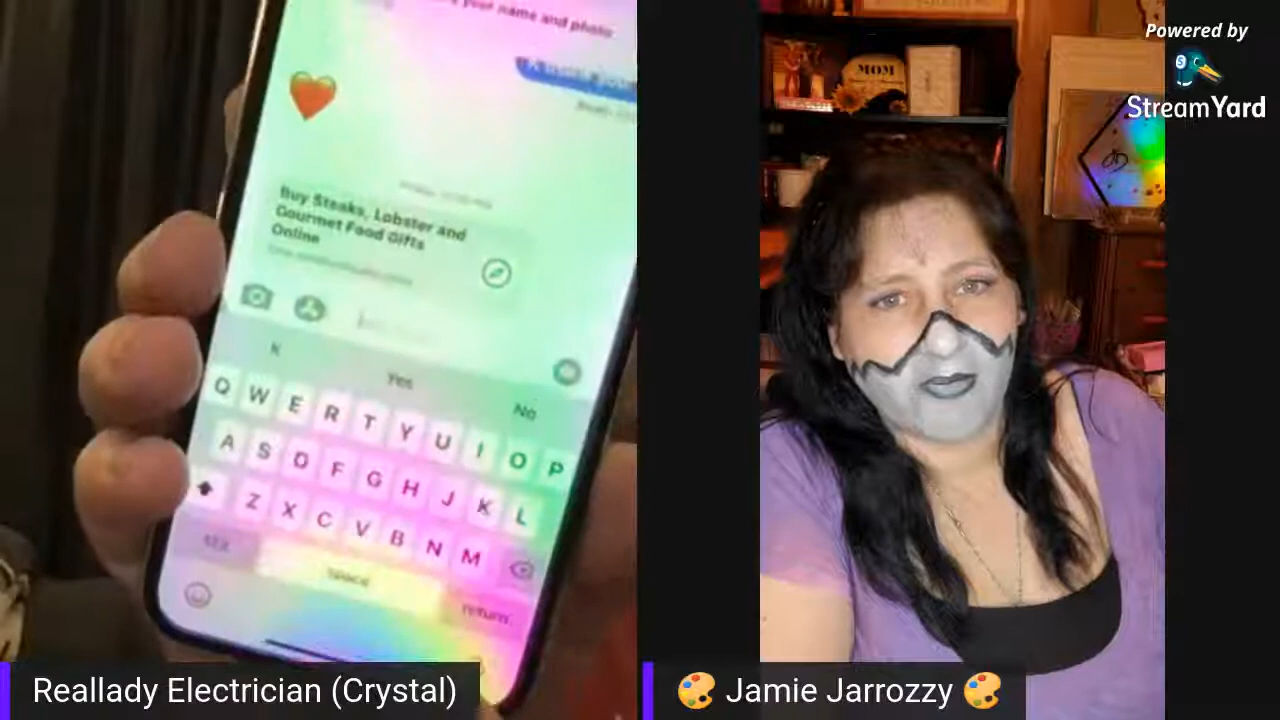 your name and photo
Buy Steaks, Lobster and
Gourmet Food Gifts
Online
Yes
No
Q W E R T Y U I O P
A S D F G H J K L
Z X C V B N M
space
return
Reallady Electrician (Crystal)
MOM
Powered by
StreamYard
🎨 Jamie Jarrozzy 🎨